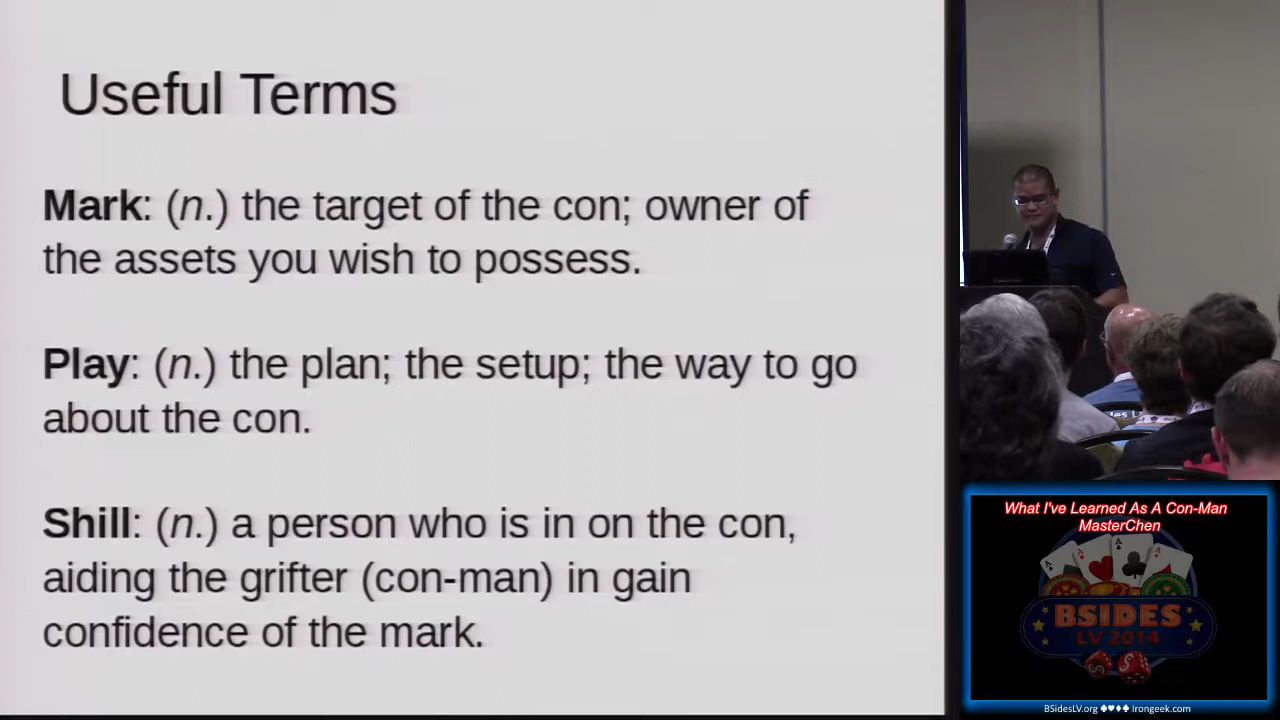 Useful Terms
Mark: (n.) the target of the con; owner of
the assets you wish to possess.
Play: (n.) the plan; the setup; the way to go
about the con.
Shill: (n.) a person who is in on the con,
aiding the grifter (con-man) in gain
confidence of the mark.
What I've Learned As A Con-Man
MasterChen
BSIDES
LV 2014
BSidesLV.org ♠♥♦♣ Irongeek.com